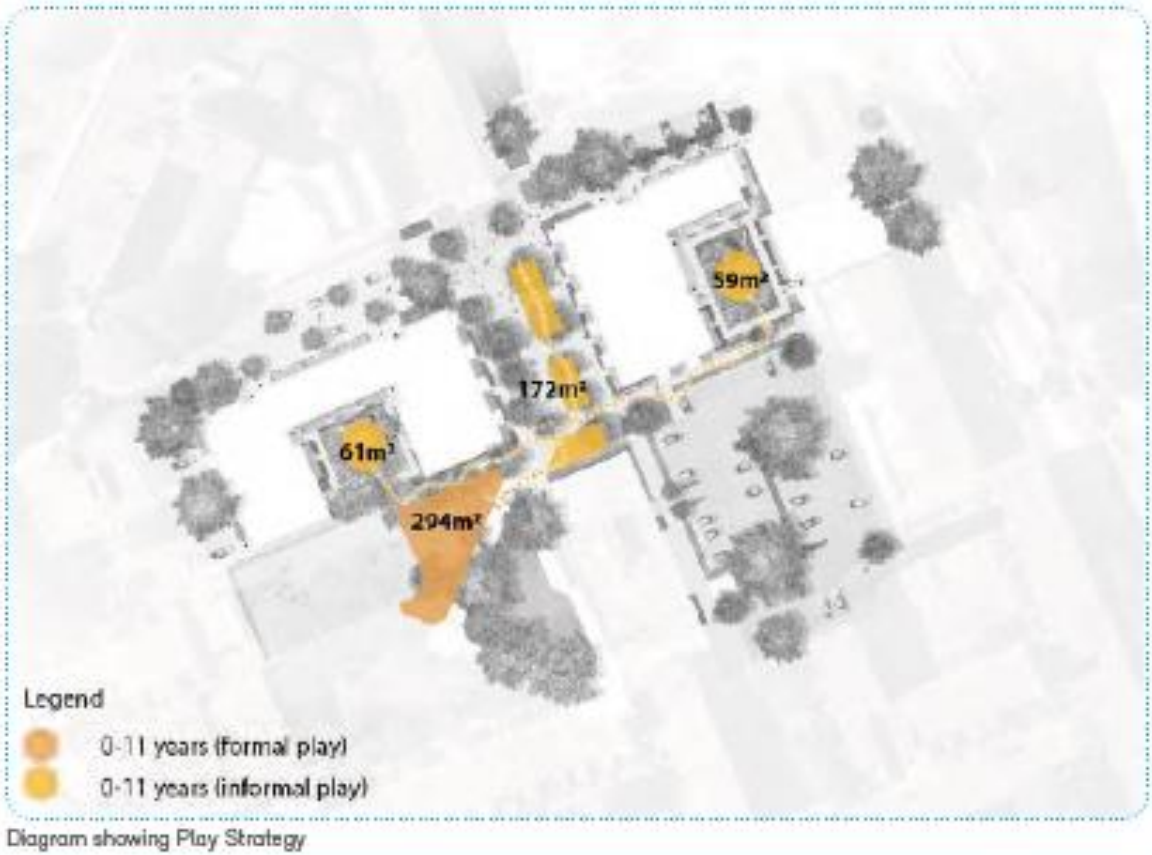 59m²
172m²
61m²
294m²
Legend
0-11 years (formal play)
0-11 years (informal play)
Diagram showing Play Strategy